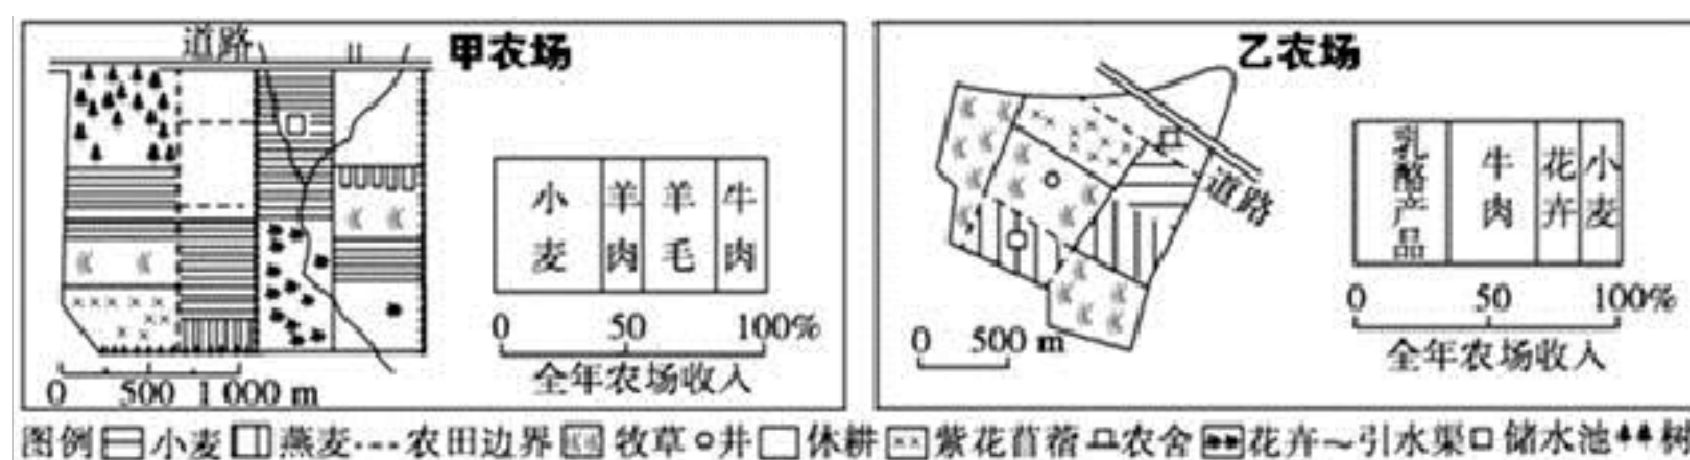 道路 甲农场
小麦 羊肉 羊毛 牛肉
0 50 100%
全年农场收入
0 500 1 000 m
乙农场
道路
乳酪产品 牛肉 花卉 小麦
0 50 100%
全年农场收入
0 500 m
图例 小麦 燕麦 农田边界 牧草 井 休耕 紫花苜蓿 农舍 花卉 引水渠 储水池 树